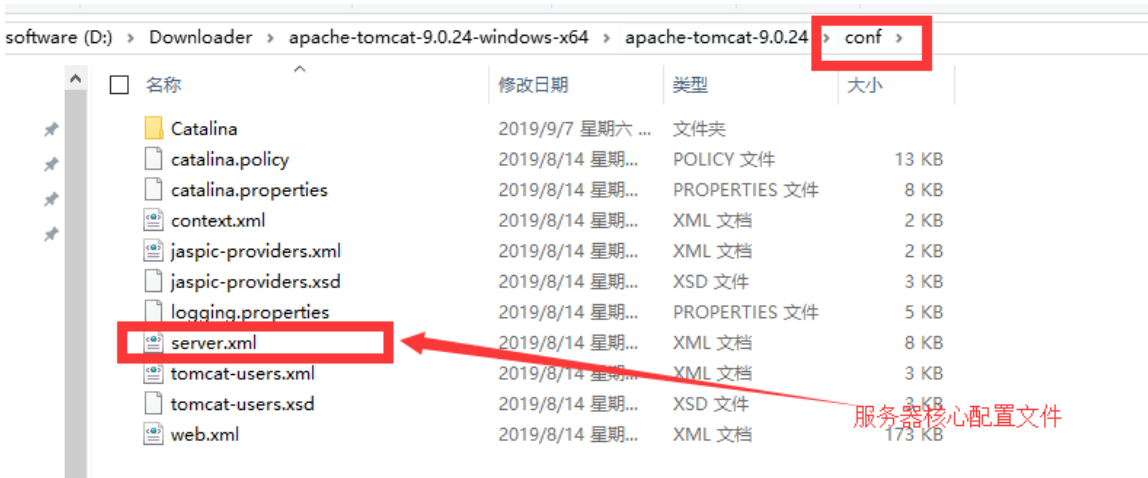 software (D:) > Downloader > apache-tomcat-9.0.24-windows-x64 > apache-tomcat-9.0.24 > conf >
名称 修改日期 类型 大小
Catalina 2019/9/7 星期六 ... 文件夹
catalina.policy 2019/8/14 星期... POLICY 文件 13 KB
catalina.properties 2019/8/14 星期... PROPERTIES 文件 8 KB
context.xml 2019/8/14 星期... XML 文档 2 KB
jaspic-providers.xml 2019/8/14 星期... XML 文档 2 KB
jaspic-providers.xsd 2019/8/14 星期... XSD 文件 3 KB
logging.properties 2019/8/14 星期... PROPERTIES 文件 5 KB
server.xml 2019/8/14 星期... XML 文档 8 KB
tomcat-users.xml 2019/8/14 星期... XML 文档 3 KB
tomcat-users.xsd 2019/8/14 星期... XSD 文件 3 KB
服务器核心配置文件
web.xml 2019/8/14 星期... XML 文档 173 KB